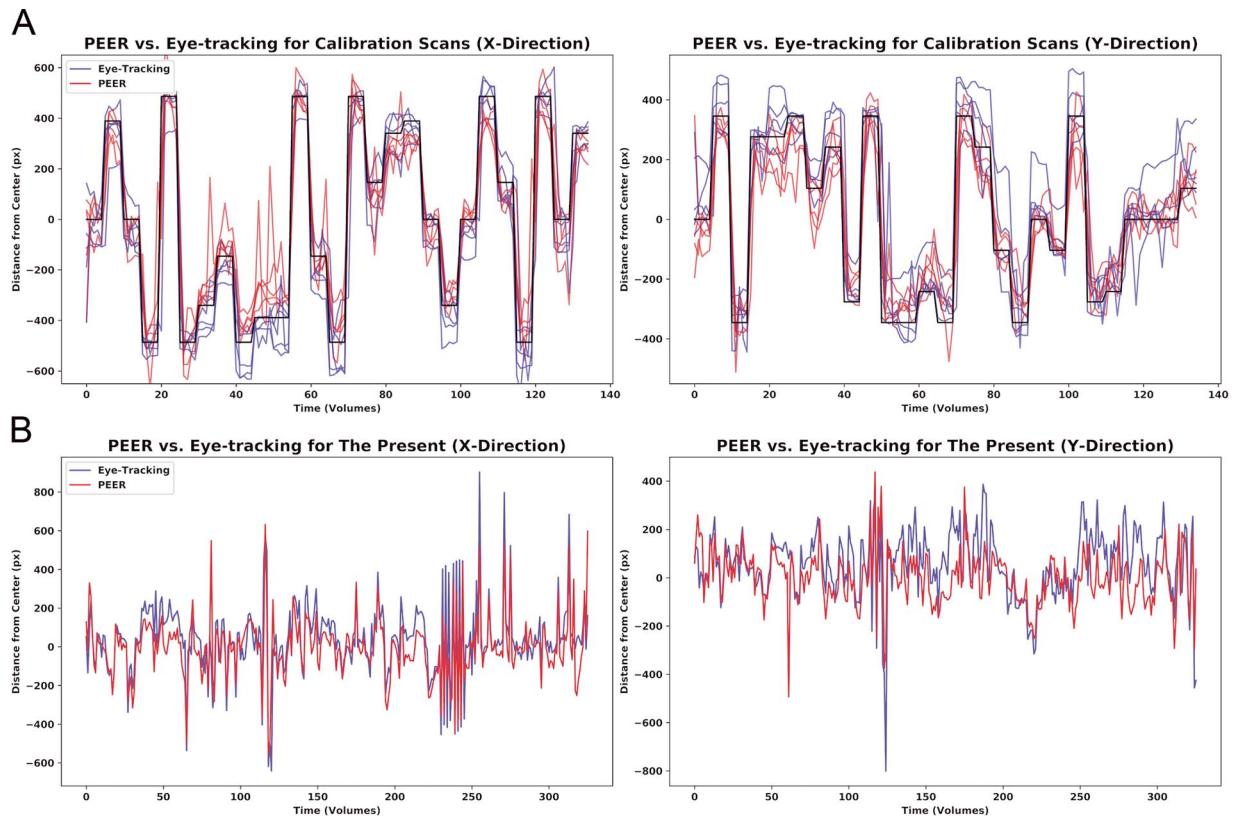 A
PEER vs. Eye-tracking for Calibration Scans (X-Direction)
Eye-Tracking
PEER
Distance from Center (px)
600
400
200
0
−200
−400
−600
0 20 40 60 80 100 120 140
Time (Volumes)
PEER vs. Eye-tracking for Calibration Scans (Y-Direction)
Distance from Center (px)
400
200
0
−200
−400
0 20 40 60 80 100 120 140
Time (Volumes)
B
PEER vs. Eye-tracking for The Present (X-Direction)
Eye-Tracking
PEER
Distance from Center (px)
800
600
400
200
0
−200
−400
−600
0 50 100 150 200 250 300
Time (Volumes)
PEER vs. Eye-tracking for The Present (Y-Direction)
Distance from Center (px)
400
200
0
−200
−400
−600
−800
0 50 100 150 200 250 300
Time (Volumes)